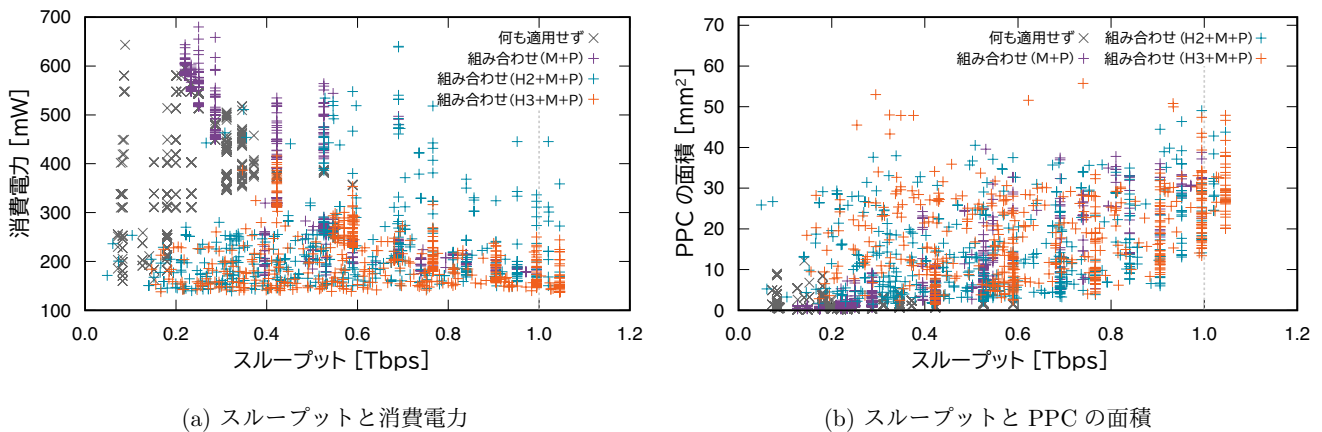 700
600
500
400
300
200
100
消費電力 [mW]
何も適用せず
組み合わせ(M+P)
組み合わせ(H2+M+P)
組み合わせ(H3+M+P)
0.0 0.2 0.4 0.6 0.8 1.0 1.2
スループット [Tbps]
(a) スループットと消費電力
70
60
50
40
30
20
10
0
PPC の面積 [mm²]
何も適用せず 組み合わせ(H2+M+P)
組み合わせ(M+P) 組み合わせ(H3+M+P)
0.0 0.2 0.4 0.6 0.8 1.0 1.2
スループット [Tbps]
(b) スループットと PPC の面積